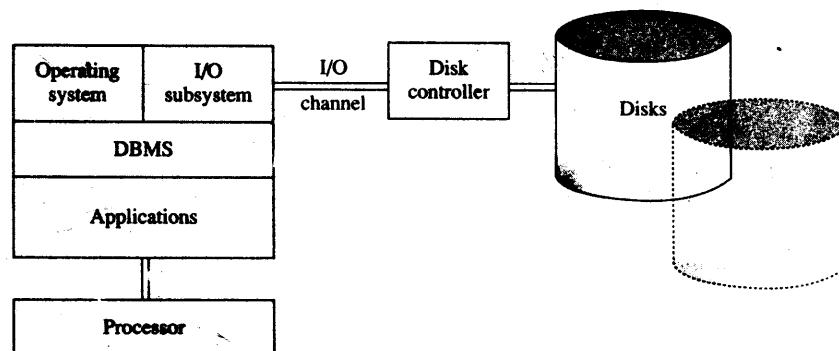 Operating
system
I/O
subsystem
I/O
channel
Disk
controller
Disks
DBMS
Applications
Processor